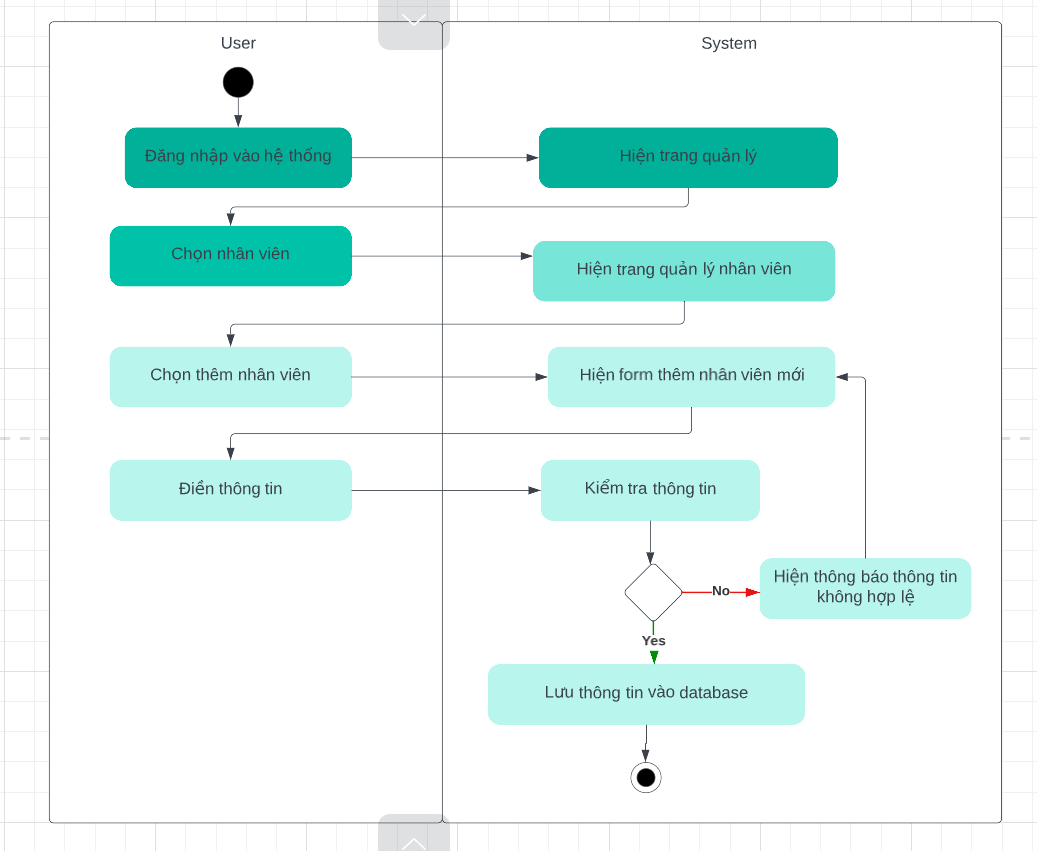 User
System
Đăng nhập vào hệ thống
Hiện trang quản lý
Chọn nhân viên
Hiện trang quản lý nhân viên
Chọn thêm nhân viên
Hiện form thêm nhân viên mới
Điền thông tin
Kiểm tra thông tin
No
Hiện thông báo thông tin
không hợp lệ
Yes
Lưu thông tin vào database